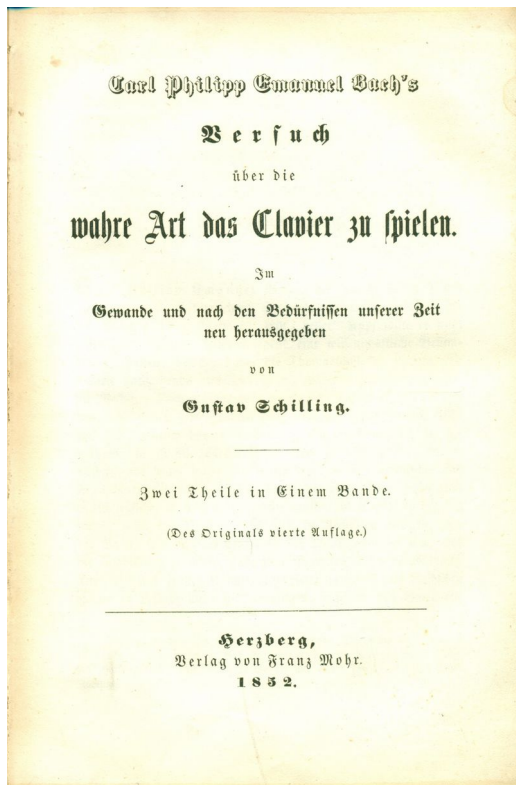 Carl Philipp Emanuel Bach's
Versuch
über die
wahre Art das Clavier zu spielen.
Im
Gewande und nach den Bedürfnissen unserer Zeit
neu herausgegeben
von
Gustav Schilling.
Zwei Theile in Einem Bande.
(Des Originals vierte Auflage.)
Herzberg,
Verlag von Franz Mohr.
1852.